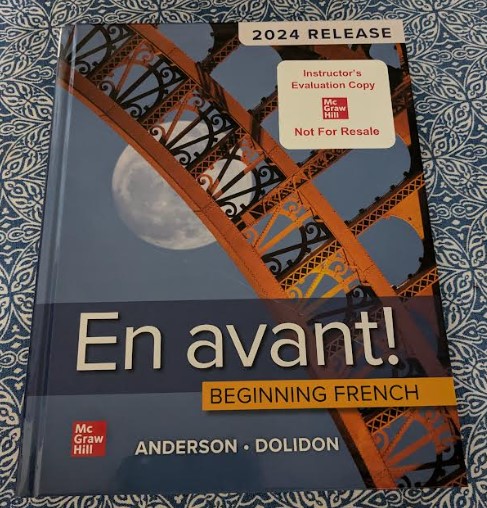 2024 RELEASE
Instructor's
Evaluation Copy
Mc
Graw
Hill
Not For Resale
En avant!
BEGINNING FRENCH
Mc
Graw
Hill
ANDERSON • DOLIDON